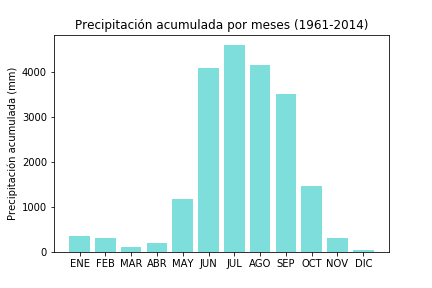 Precipitación acumulada por meses (1961-2014)
Precipitación acumulada (mm)
4000
3000
2000
1000
0
ENE FEB MAR ABR MAY JUN JUL AGO SEP OCT NOV DIC